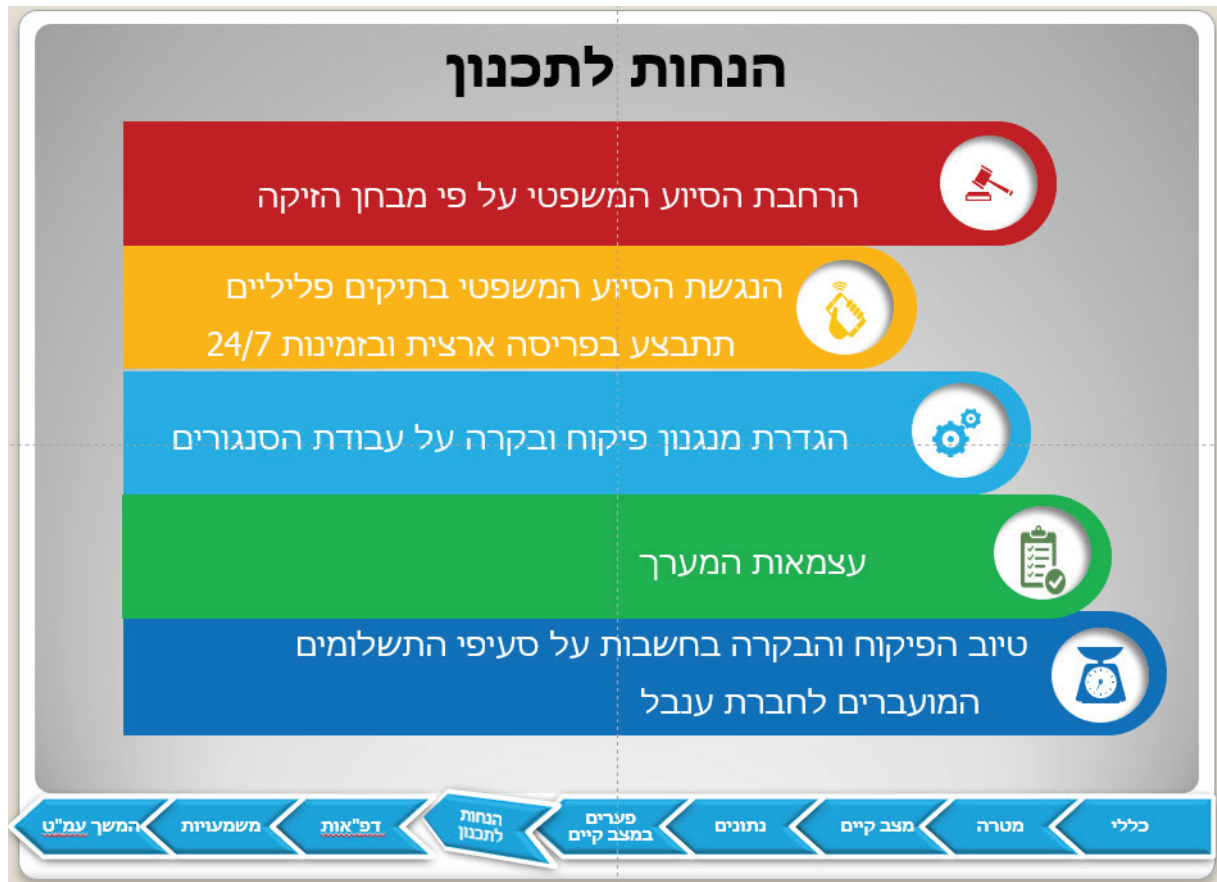 הנחות לתכנון
הרחבת הסיוע המשפטי על פי מבחן הזיקה
הנגשת הסיוע המשפטי בתיקים פליליים
תתבצע בפריסה ארצית ובזמינות 24/7
הגדרת מנגנון פיקוח ובקרה על עבודת הסנגורים
עצמאות המערך
טיוב הפיקוח והבקרה בחשבות על סעיפי התשלומים
המועברים לחברת ענבל
כללי
מטרה
מצב קיים
נתונים
פערים
במצב קיים
הנחות
לתכנון
דפ"אות
משמעויות
המשך עמ"ט